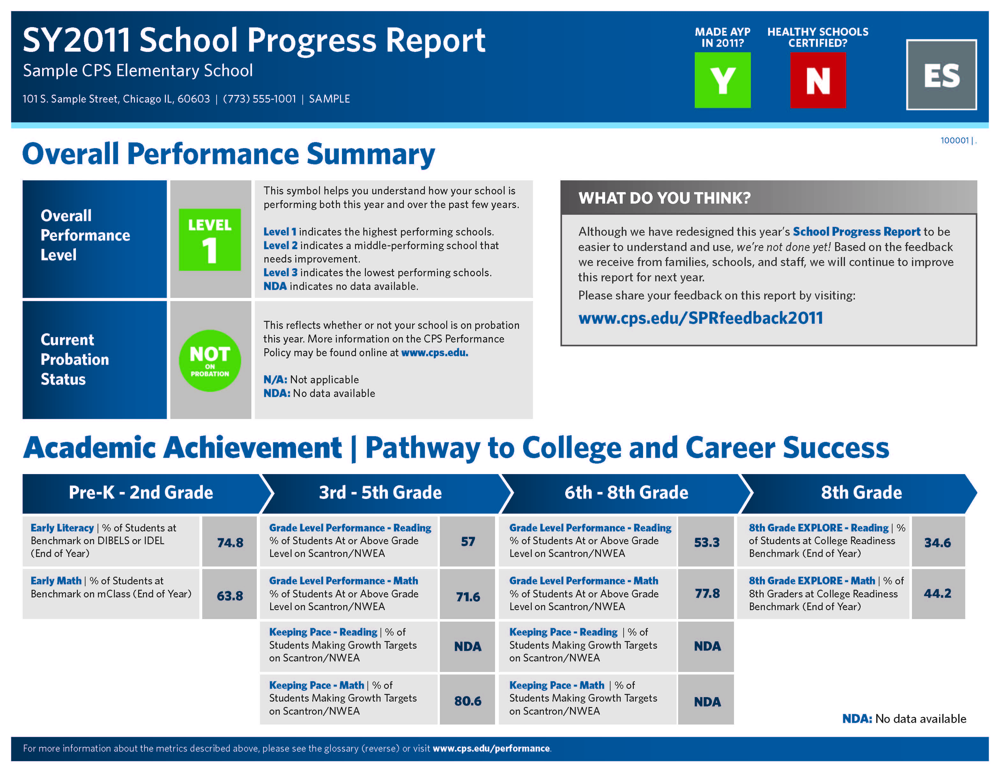 SY2011 School Progress Report
Sample CPS Elementary School
101 S. Sample Street, Chicago IL, 60603 | (773) 555-1001 | SAMPLE
MADE AYP
IN 2011?
Y
HEALTHY SCHOOLS
CERTIFIED?
N
ES
100001 | .
Overall Performance Summary
Overall
Performance
Level
LEVEL
1
This symbol helps you understand how your school is
performing both this year and over the past few years.
Level 1 indicates the highest performing schools.
Level 2 indicates a middle-performing school that
needs improvement.
Level 3 indicates the lowest performing schools.
NDA indicates no data available.
Current
Probation
Status
NOT
ON
PROBATION
This reflects whether or not your school is on probation
this year. More information on the CPS Performance
Policy may be found online at www.cps.edu.
N/A: Not applicable
NDA: No data available
WHAT DO YOU THINK?
Although we have redesigned this year's School Progress Report to be
easier to understand and use, we're not done yet! Based on the feedback
we receive from families, schools, and staff, we will continue to improve
this report for next year.
Please share your feedback on this report by visiting:
www.cps.edu/SPRfeedback2011
Academic Achievement | Pathway to College and Career Success
Pre-K - 2nd Grade
Early Literacy | % of Students at
Benchmark on DIBELS or IDEL
(End of Year)
74.8
Early Math | % of Students at
Benchmark on mClass (End of Year)
63.8
3rd - 5th Grade
Grade Level Performance - Reading
% of Students At or Above Grade
Level on Scantron/NWEA
57
Grade Level Performance - Math
% of Students At or Above Grade
Level on Scantron/NWEA
71.6
Keeping Pace - Reading | % of
Students Making Growth Targets
on Scantron/NWEA
NDA
Keeping Pace - Math | % of
Students Making Growth Targets
on Scantron/NWEA
80.6
6th - 8th Grade
Grade Level Performance - Reading
% of Students At or Above Grade
Level on Scantron/NWEA
53.3
Grade Level Performance - Math
% of Students At or Above Grade
Level on Scantron/NWEA
77.8
Keeping Pace - Reading | % of
Students Making Growth Targets
on Scantron/NWEA
NDA
Keeping Pace - Math | % of
Students Making Growth Targets
on Scantron/NWEA
NDA
8th Grade
8th Grade EXPLORE - Reading | %
of Students at College Readiness
Benchmark (End of Year)
34.6
8th Grade EXPLORE - Math | % of
8th Graders at College Readiness
Benchmark (End of Year)
44.2
NDA: No data available
For more information about the metrics described above, please see the glossary (reverse) or visit www.cps.edu/performance.